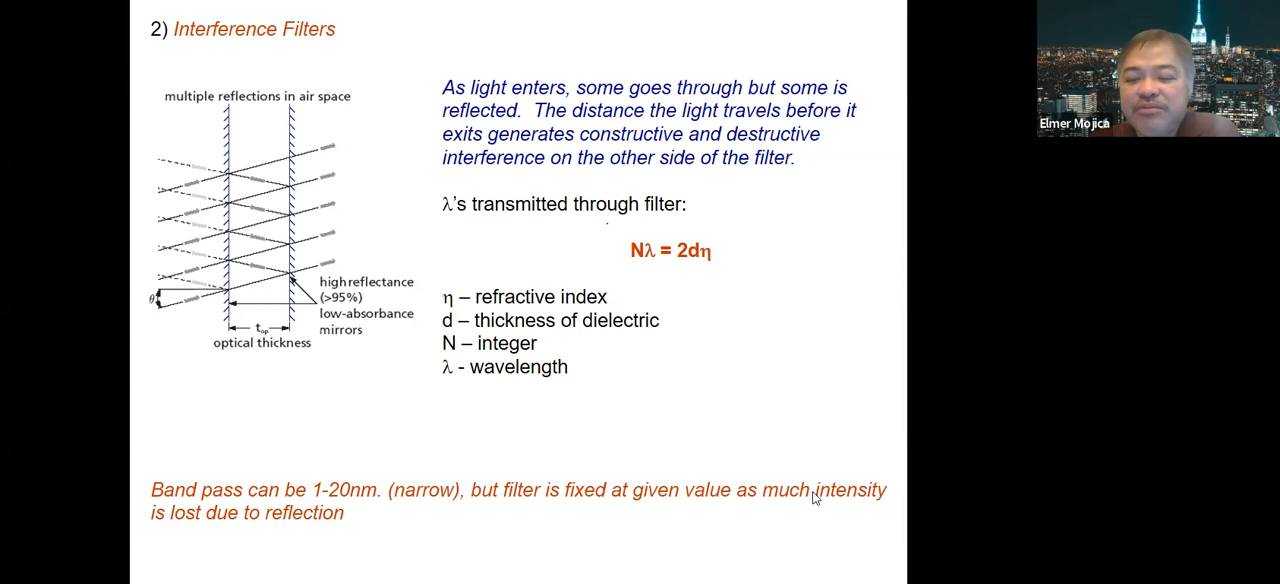 2) Interference Filters
multiple reflections in air space
θ
high reflectance
(>95%)
low-absorbance
mirrors
t_op
optical thickness
As light enters, some goes through but some is
reflected. The distance the light travels before it
exits generates constructive and destructive
interference on the other side of the filter.
λ's transmitted through filter:
Nλ = 2dη
η – refractive index
d – thickness of dielectric
N – integer
λ - wavelength
Band pass can be 1-20nm. (narrow), but filter is fixed at given value as much intensity
is lost due to reflection
Elmer Mojica